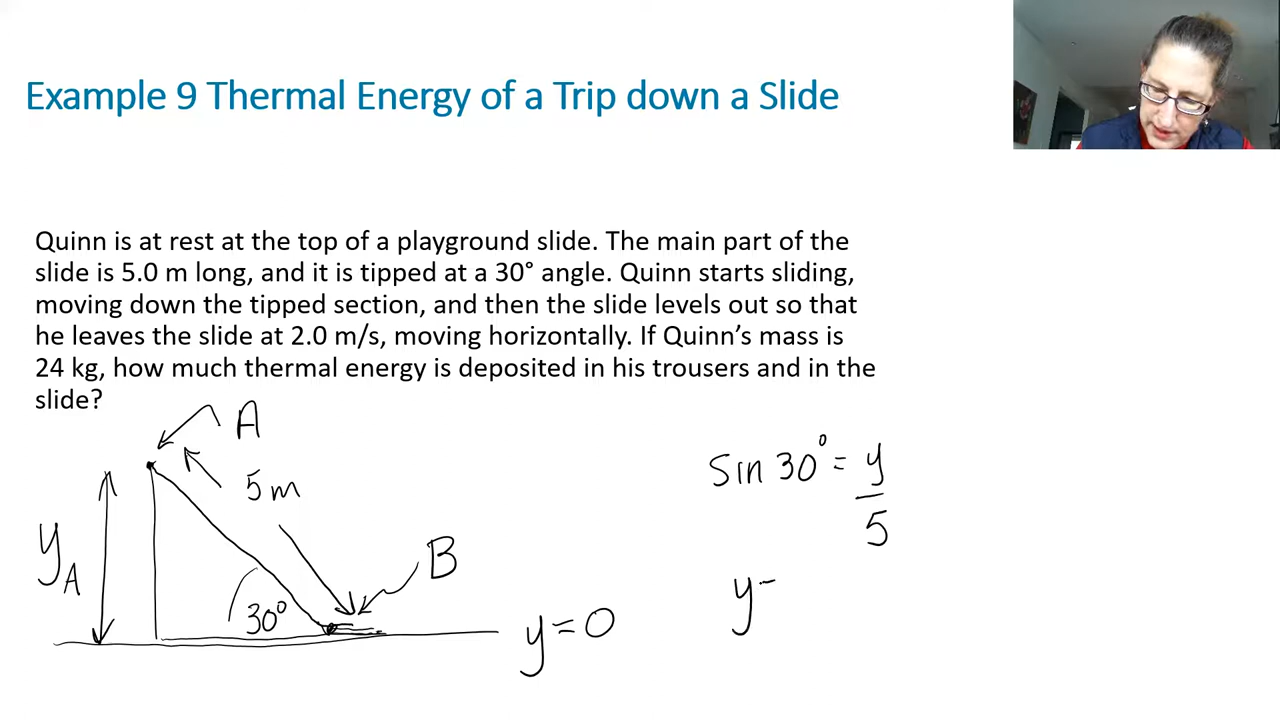 Example 9 Thermal Energy of a Trip down a Slide
Quinn is at rest at the top of a playground slide. The main part of the
slide is 5.0 m long, and it is tipped at a 30° angle. Quinn starts sliding,
moving down the tipped section, and then the slide levels out so that
he leaves the slide at 2.0 m/s, moving horizontally. If Quinn’s mass is
24 kg, how much thermal energy is deposited in his trousers and in the
slide?
A
5 m
y_A
B
30°
y = 0
sin 30° = y/5
y -